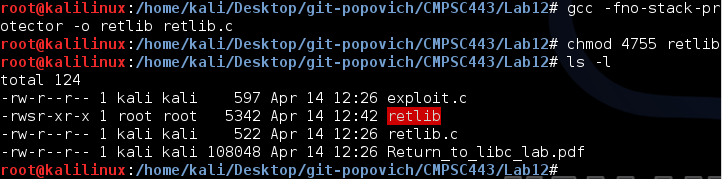 root@kalilinux:/home/kali/Desktop/git-popovich/CMPSC443/Lab12# gcc -fno-stack-pr
otector -o retlib retlib.c
root@kalilinux:/home/kali/Desktop/git-popovich/CMPSC443/Lab12# chmod 4755 retlib
root@kalilinux:/home/kali/Desktop/git-popovich/CMPSC443/Lab12# ls -l
total 124
-rw-r--r-- 1 kali kali    597 Apr 14 12:26 exploit.c
-rwsr-xr-x 1 root root   5342 Apr 14 12:42 retlib
-rw-r--r-- 1 kali kali    522 Apr 14 12:26 retlib.c
-rw-r--r-- 1 kali kali 108048 Apr 14 12:26 Return_to_libc_lab.pdf
root@kalilinux:/home/kali/Desktop/git-popovich/CMPSC443/Lab12#